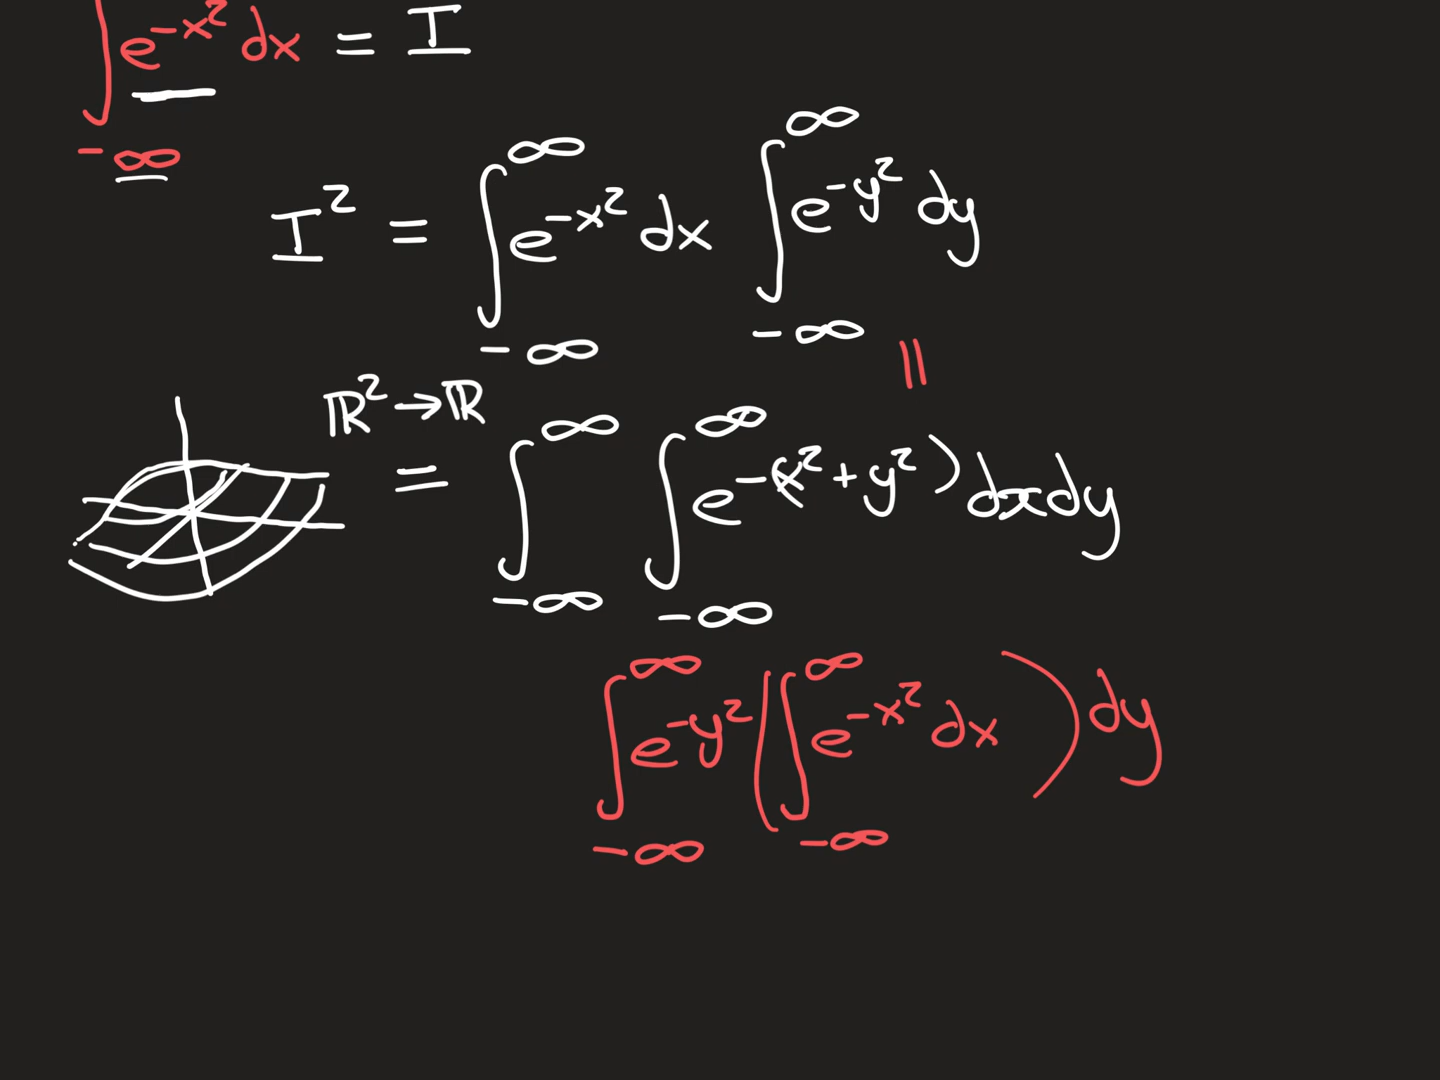 ∫_{-∞} e^{-x²} dx = I
I² = ∫_{-∞}^{∞} e^{-x²} dx ∫_{-∞}^{∞} e^{-y²} dy
||
ℝ² → ℝ
= ∫_{-∞}^{∞} ∫_{-∞}^{∞} e^{-(x² + y²)} dx dy
∫_{-∞}^{∞} e^{-y²} ( ∫_{-∞}^{∞} e^{-x²} dx ) dy